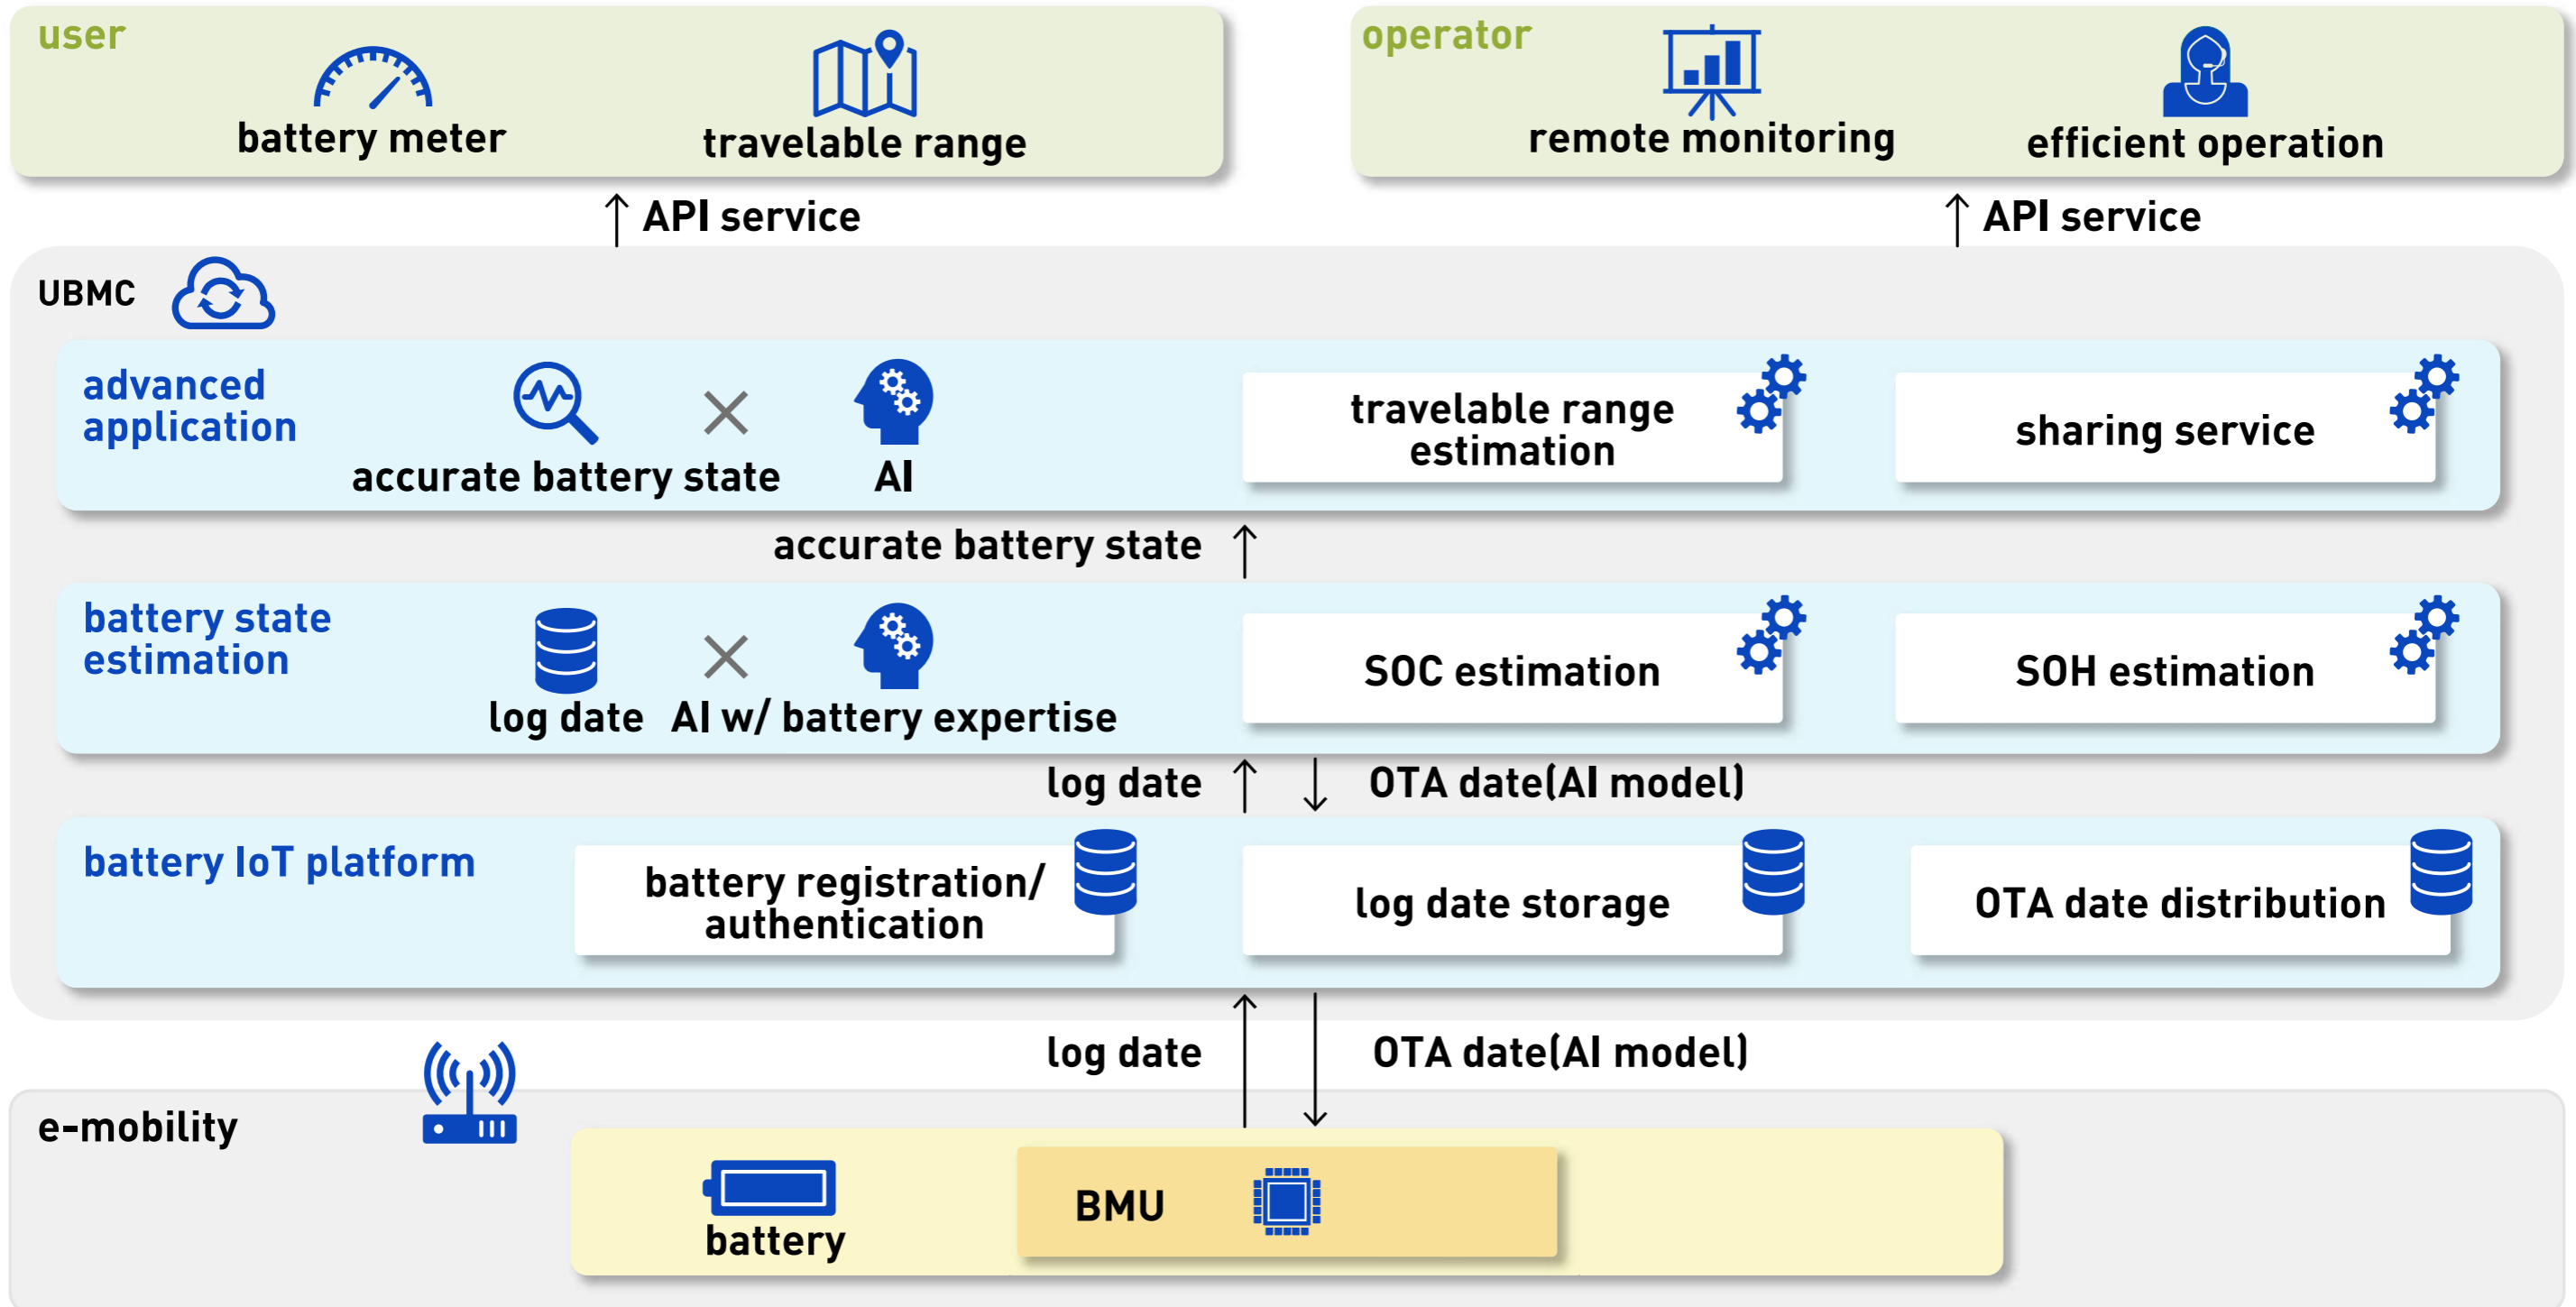 user
battery meter
travelable range
operator
remote monitoring
efficient operation
API service
API service
UBMC
advanced
application
accurate battery state
AI
travelable range
estimation
sharing service
accurate battery state
battery state
estimation
log date
AI w/ battery expertise
SOC estimation
SOH estimation
log date
OTA date(AI model)
battery IoT platform
battery registration/
authentication
log date storage
OTA date distribution
log date
OTA date(AI model)
e-mobility
battery
BMU